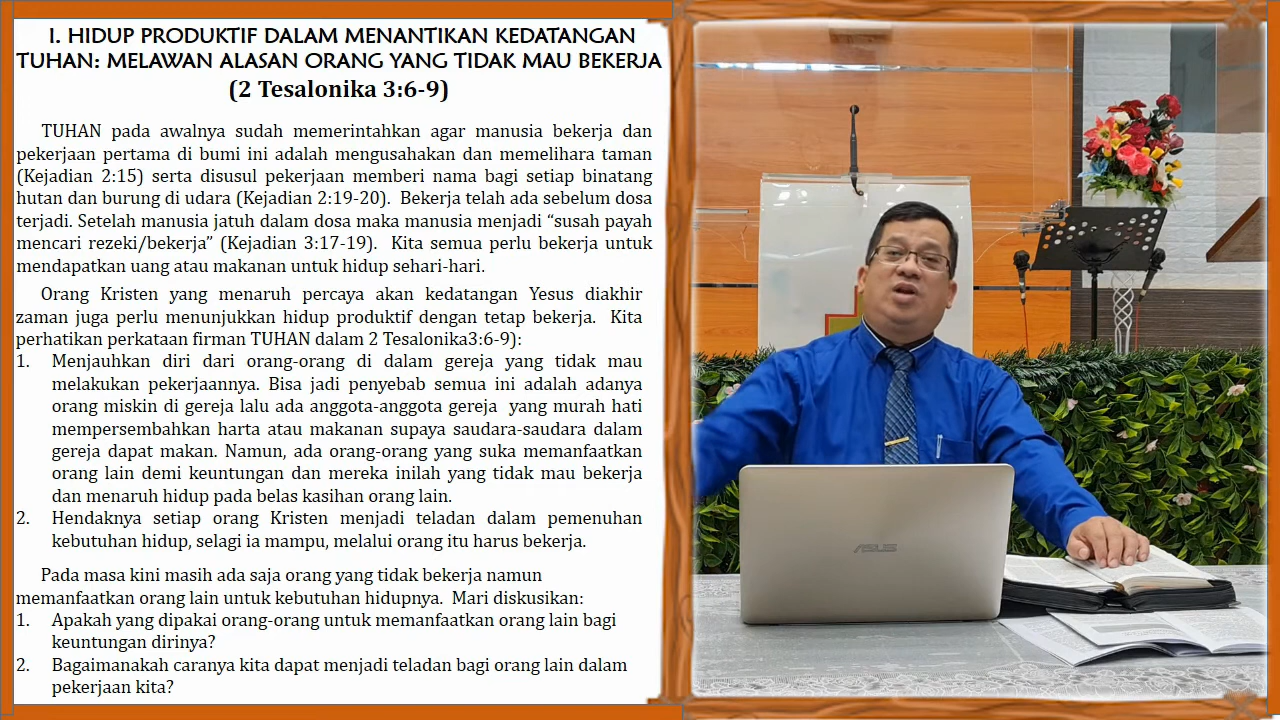 I. HIDUP PRODUKTIF DALAM MENANTIKAN KEDATANGAN
TUHAN: MELAWAN ALASAN ORANG YANG TIDAK MAU BEKERJA
(2 Tesalonika 3:6-9)
TUHAN pada awalnya sudah memerintahkan agar manusia bekerja dan
pekerjaan pertama di bumi ini adalah mengusahakan dan memelihara taman
(Kejadian 2:15) serta disusul pekerjaan memberi nama bagi setiap binatang
hutan dan burung di udara (Kejadian 2:19-20). Bekerja telah ada sebelum dosa
terjadi. Setelah manusia jatuh dalam dosa maka manusia menjadi “susah payah
mencari rezeki/bekerja” (Kejadian 3:17-19). Kita semua perlu bekerja untuk
mendapatkan uang atau makanan untuk hidup sehari-hari.
Orang Kristen yang menaruh percaya akan kedatangan Yesus diakhir
zaman juga perlu menunjukkan hidup produktif dengan tetap bekerja. Kita
perhatikan perkataan firman TUHAN dalam 2 Tesalonika3:6-9):
1. Menjauhkan diri dari orang-orang di dalam gereja yang tidak mau
melakukan pekerjaannya. Bisa jadi penyebab semua ini adalah adanya
orang miskin di gereja lalu ada anggota-anggota gereja yang murah hati
mempersembahkan harta atau makanan supaya saudara-saudara dalam
gereja dapat makan. Namun, ada orang-orang yang suka memanfaatkan
orang lain demi keuntungan dan mereka inilah yang tidak mau bekerja
dan menaruh hidup pada belas kasihan orang lain.
2. Hendaknya setiap orang Kristen menjadi teladan dalam pemenuhan
kebutuhan hidup, selagi ia mampu, melalui orang itu harus bekerja.
Pada masa kini masih ada saja orang yang tidak bekerja namun
memanfaatkan orang lain untuk kebutuhan hidupnya. Mari diskusikan:
1. Apakah yang dipakai orang-orang untuk memanfaatkan orang lain bagi
keuntungan dirinya?
2. Bagaimanakah caranya kita dapat menjadi teladan bagi orang lain dalam
pekerjaan kita?
ASUS